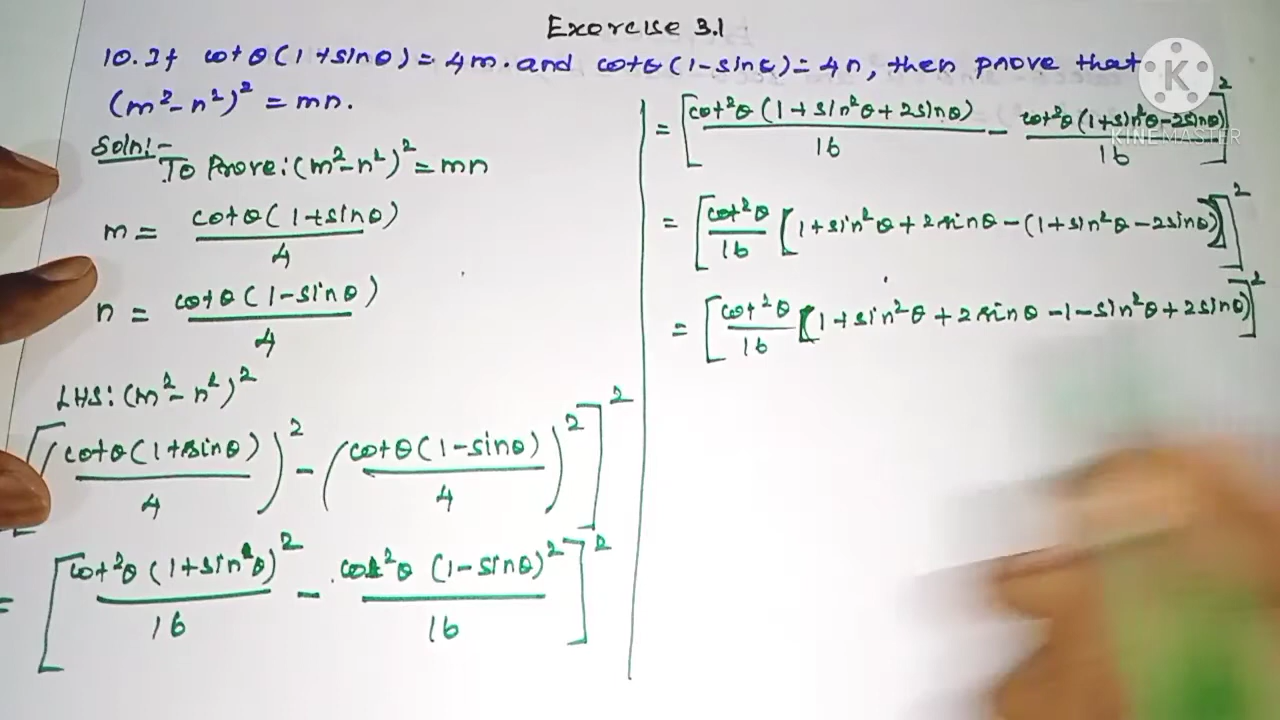 Exercise 3.1
10. If cotθ(1+sinθ) = 4m. and cotθ(1-sinθ) = 4n, then prove that
(m²-n²)² = mn.
Soln:-
To Prove: (m²-n²)² = mn
m = cotθ(1+sinθ)/4
n = cotθ(1-sinθ)/4
LHS: (m²-n²)²
[(cotθ(1+sinθ)/4)² - (cotθ(1-sinθ)/4)²]²
= [cot²θ(1+sin²θ)²/16 - cot²θ(1-sinθ)²/16]²
= [cot²θ(1+sin²θ+2sinθ)/16 - cot²θ(1+sin²θ-2sinθ)/16]²
= [cot²θ/16 [1+sin²θ+2sinθ-(1+sin²θ-2sinθ)]]²
= [cot²θ/16 [1+sin²θ+2sinθ-1-sin²θ+2sinθ)]²
K
KINEMASTER